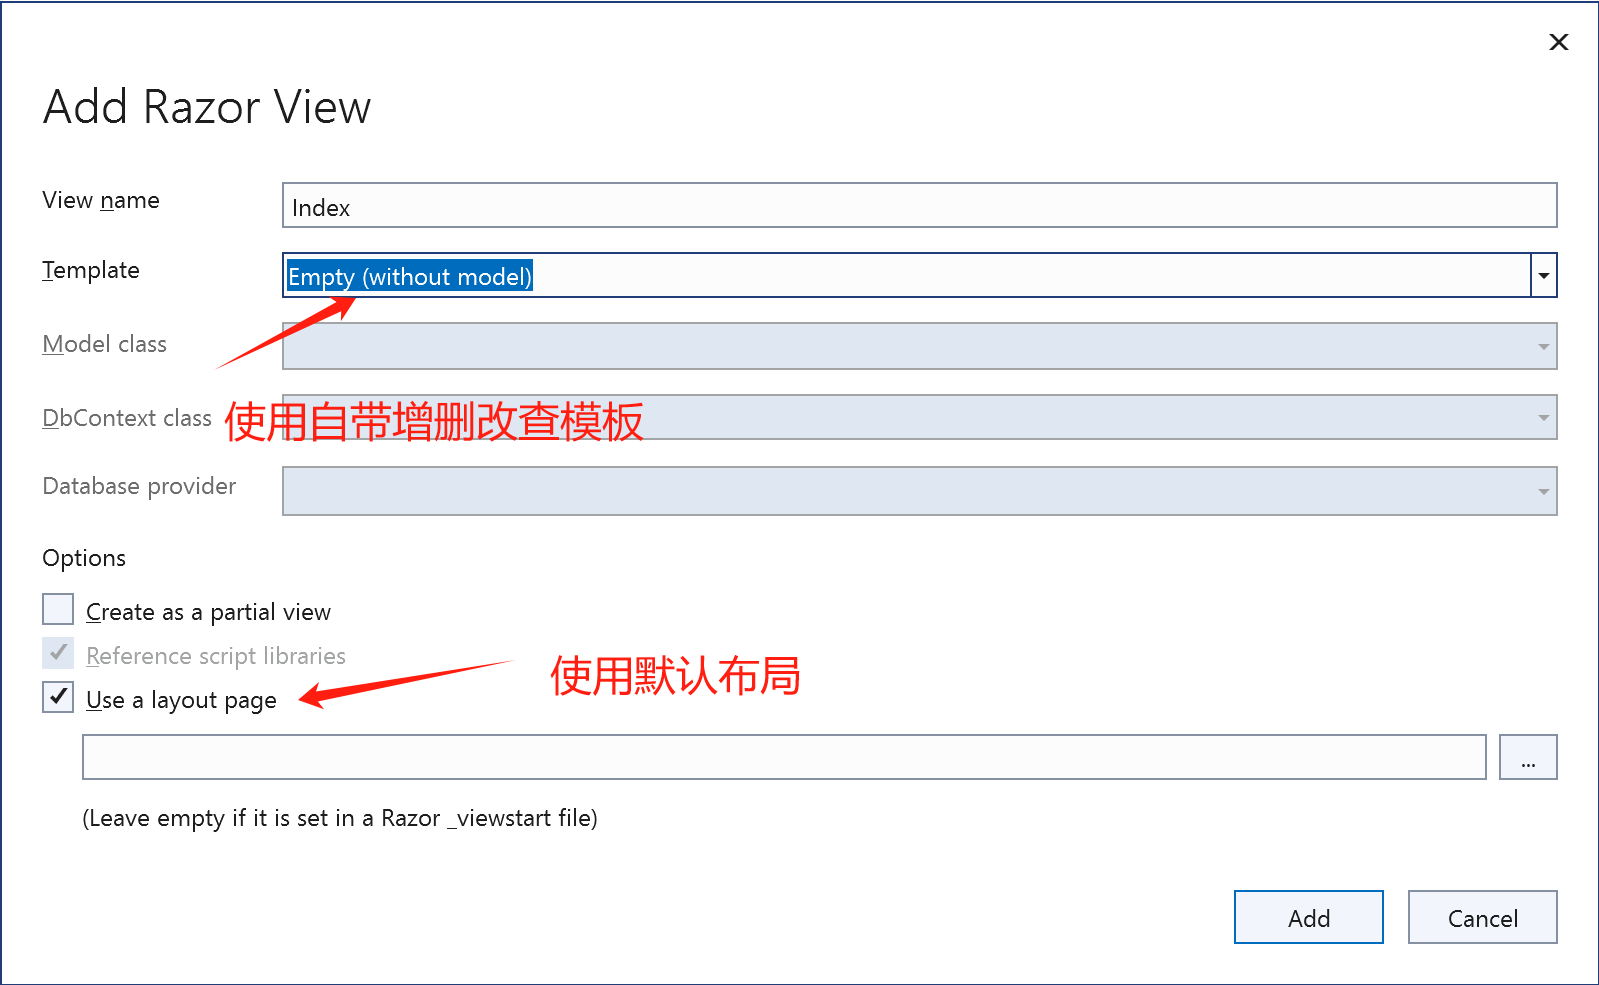 Add Razor View
View name
Index
Template
Empty (without model)
Model class
DbContext class
使用自带增删改查模板
Database provider
Options
Create as a partial view
Reference script libraries
Use a layout page
使用默认布局
...
(Leave empty if it is set in a Razor _viewstart file)
Add
Cancel